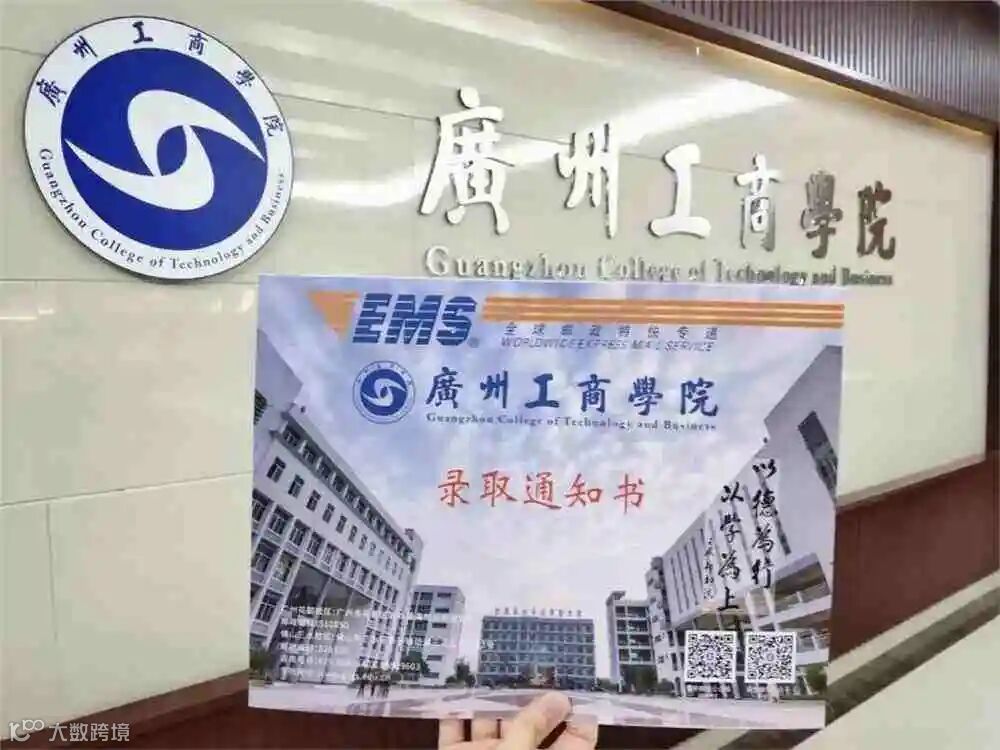 廣州工商學院
Guangzhou College of Technology and Business
廣州工商學院
Guangzhou College of Technology and Business
EMS
全球邮政特快专递
WORLDWIDE EXPRESS MAIL SERVICE
廣州工商學院
Guangzhou College of Technology and Business
录取通知书
以德為行
以學為上
大数跨境